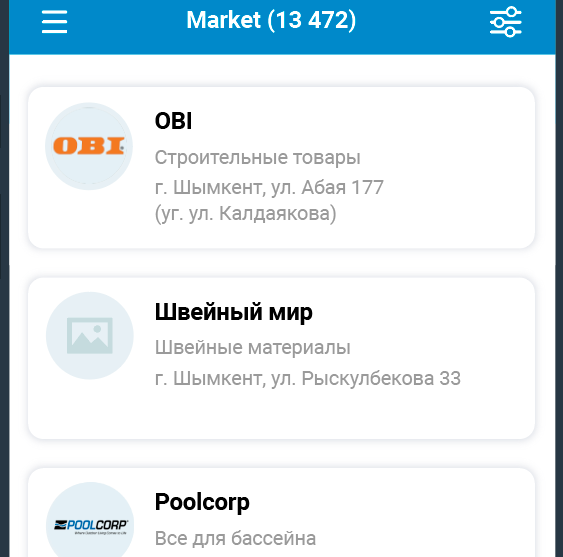 Market (13 472)
OBI
OBI
Строительные товары
г. Шымкент, ул. Абая 177
(уг. ул. Калдаякова)
Швейный мир
Швейные материалы
г. Шымкент, ул. Рыскулбекова 33
POOLCORP
Poolcorp
Все для бассейна